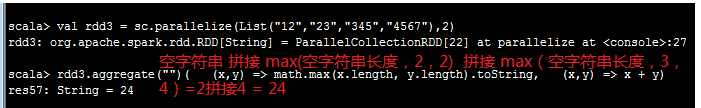 scala> val rdd3 = sc.parallelize(List("12","23","345","4567"),2)
rdd3: org.apache.spark.rdd.RDD[String] = ParallelCollectionRDD[22] at parallelize at <console>:27
空字符串 拼接 max(空字符串长度，2，2) 拼接 max（空字符串长度，3，
scala> rdd3.aggregate("")( (x,y) => math.max(x.length, y.length).toString, (x,y) => x + y)
4）=2拼接4 = 24
res57: String = 24